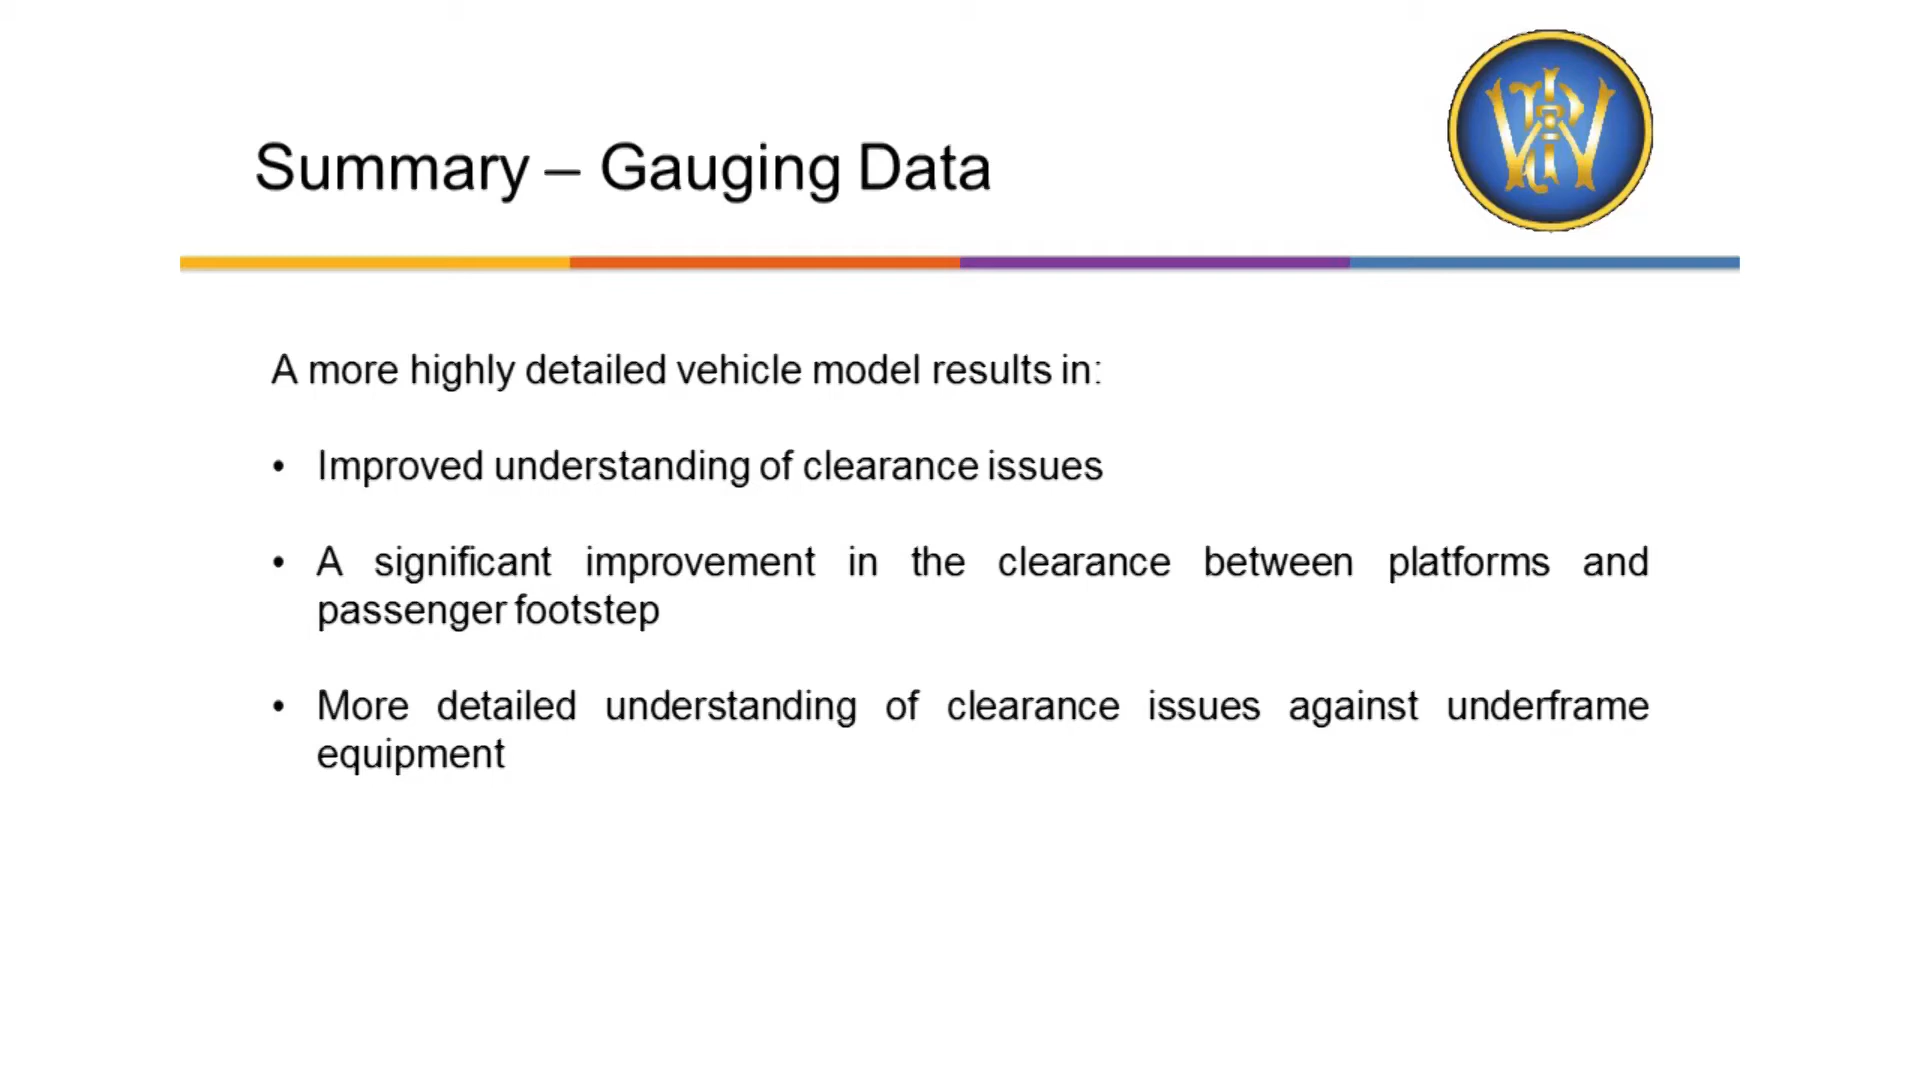 Summary – Gauging Data
A more highly detailed vehicle model results in:
• Improved understanding of clearance issues
• A significant improvement in the clearance between platforms and
passenger footstep
• More detailed understanding of clearance issues against underframe
equipment